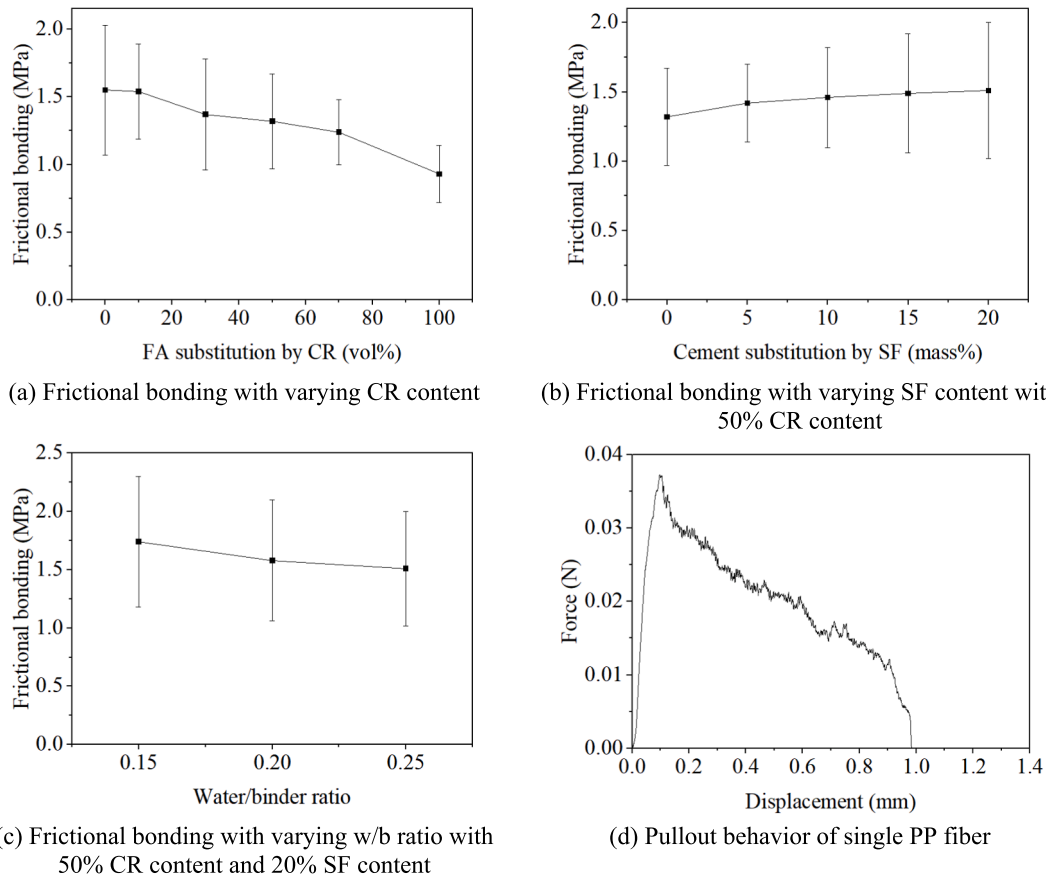 2.0
1.5
1.0
0.5
0.0
Frictional bonding (MPa)
0 20 40 60 80 100
FA substitution by CR (vol%)
(a) Frictional bonding with varying CR content
2.0
1.5
1.0
0.5
0.0
Frictional bonding (MPa)
0 5 10 15 20
Cement substitution by SF (mass%)
(b) Frictional bonding with varying SF content wit
50% CR content
2.5
2.0
1.5
1.0
0.5
0.0
Frictional bonding (MPa)
0.15 0.20 0.25
Water/binder ratio
c) Frictional bonding with varying w/b ratio with
50% CR content and 20% SF content
0.04
0.03
0.02
0.01
0.00
Force (N)
0.0 0.2 0.4 0.6 0.8 1.0 1.2 1.4
Displacement (mm)
(d) Pullout behavior of single PP fiber